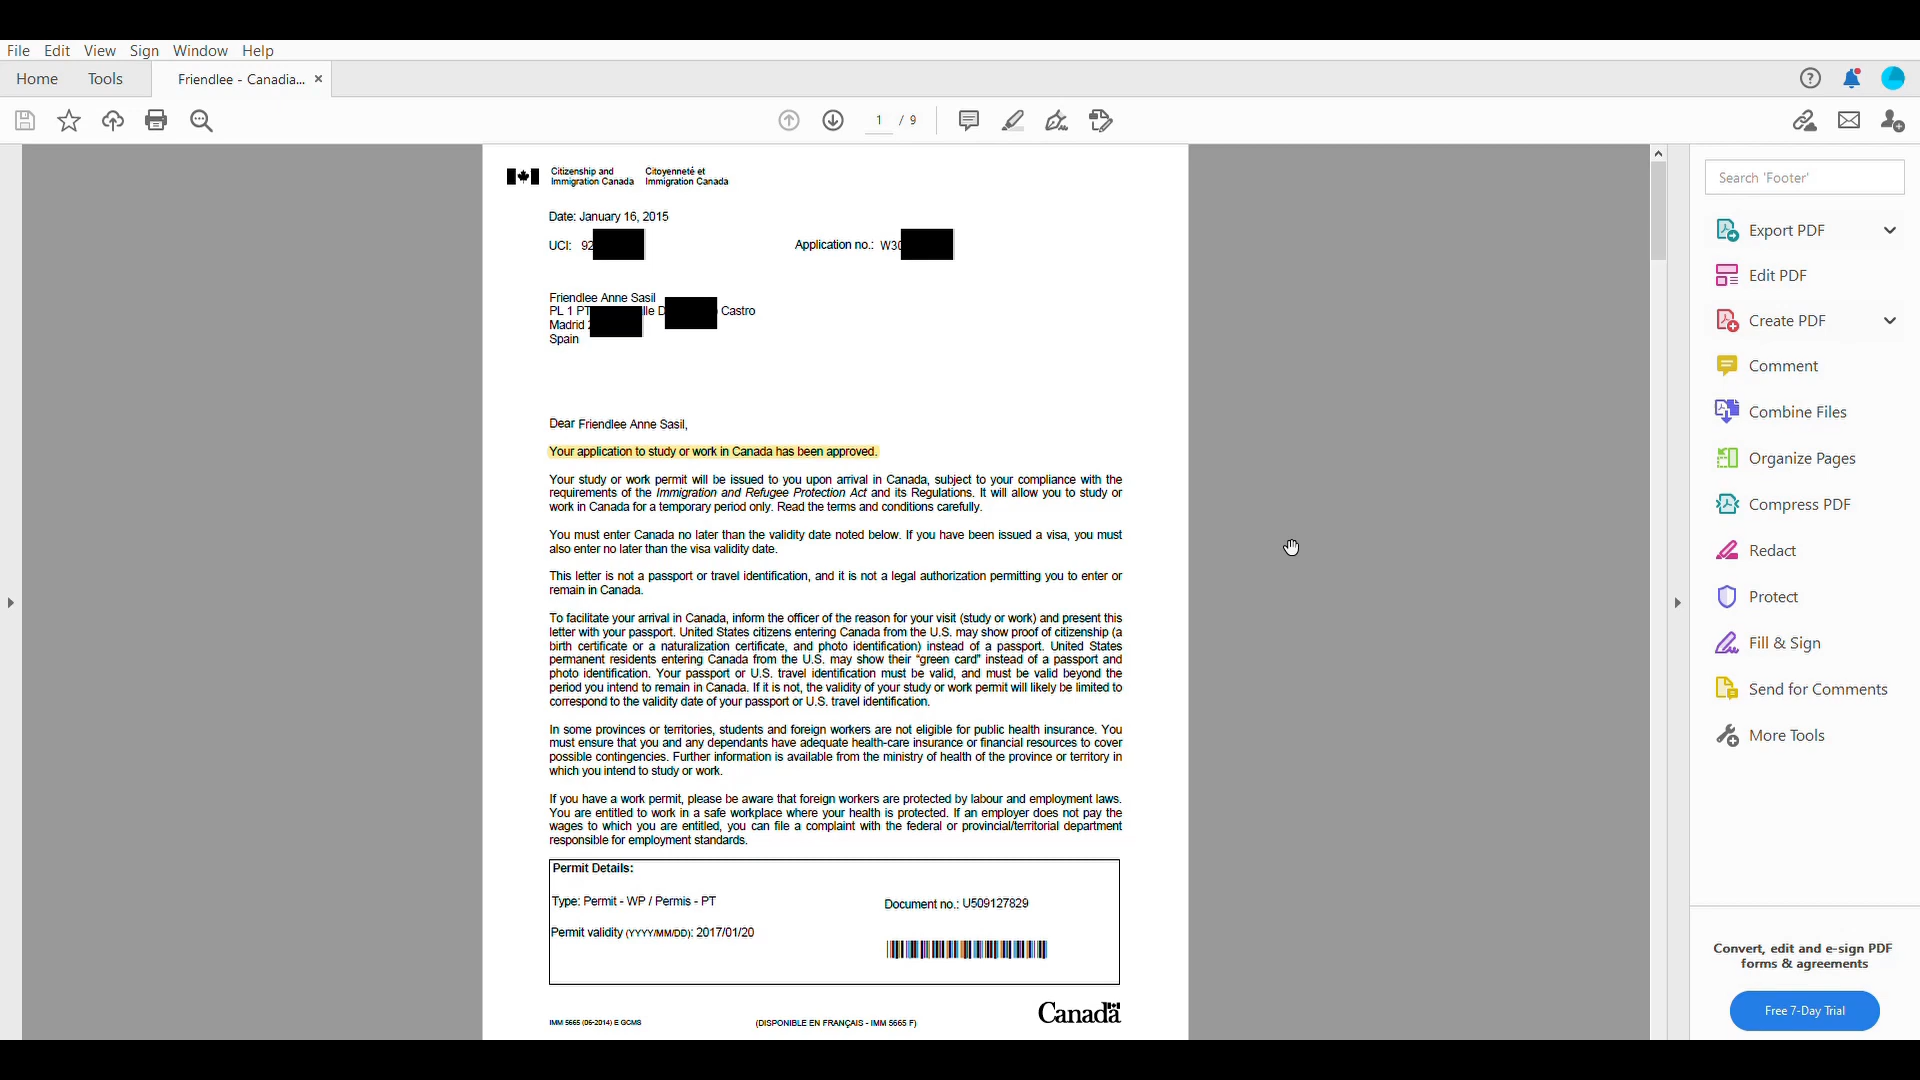 File Edit View Sign Window Help
Home Tools Friendlee - Canadia... ×
1 / 9
Citizenship and Citoyenneté et
Immigration Canada Immigration Canada
Date: January 16, 2015
UCI: 92 Application no.: W30
Friendlee Anne Sasil
PL 1 PT lle D Castro
Madrid
Spain
Dear Friendlee Anne Sasil,
Your application to study or work in Canada has been approved.
Your study or work permit will be issued to you upon arrival in Canada, subject to your compliance with the
requirements of the Immigration and Refugee Protection Act and its Regulations. It will allow you to study or
work in Canada for a temporary period only. Read the terms and conditions carefully.
You must enter Canada no later than the validity date noted below. If you have been issued a visa, you must
also enter no later than the visa validity date.
This letter is not a passport or travel identification, and it is not a legal authorization permitting you to enter or
remain in Canada.
To facilitate your arrival in Canada, inform the officer of the reason for your visit (study or work) and present this
letter with your passport. United States citizens entering Canada from the U.S. may show proof of citizenship (a
birth certificate or a naturalization certificate, and photo identification) instead of a passport. United States
permanent residents entering Canada from the U.S. may show their “green card” instead of a passport and
photo identification. Your passport or U.S. travel identification must be valid, and must be valid beyond the
period you intend to remain in Canada. If it is not, the validity of your study or work permit will likely be limited to
correspond to the validity date of your passport or U.S. travel identification.
In some provinces or territories, students and foreign workers are not eligible for public health insurance. You
must ensure that you and any dependants have adequate health-care insurance or financial resources to cover
possible contingencies. Further information is available from the ministry of health of the province or territory in
which you intend to study or work.
If you have a work permit, please be aware that foreign workers are protected by labour and employment laws.
You are entitled to work in a safe workplace where your health is protected. If an employer does not pay the
wages to which you are entitled, you can file a complaint with the federal or provincial/territorial department
responsible for employment standards.
Permit Details:
Type: Permit - WP / Permis - PT Document no.: U509127829
Permit validity (YYYY/MM/DD): 2017/01/20
Canada
IMM 5665 (06-2014) E GCMS (DISPONIBLE EN FRANÇAIS - IMM 5665 F)
Search 'Footer'
Export PDF
Edit PDF
Create PDF
Comment
Combine Files
Organize Pages
Compress PDF
Redact
Protect
Fill & Sign
Send for Comments
More Tools
Convert, edit and e-sign PDF
forms & agreements
Free 7-Day Trial